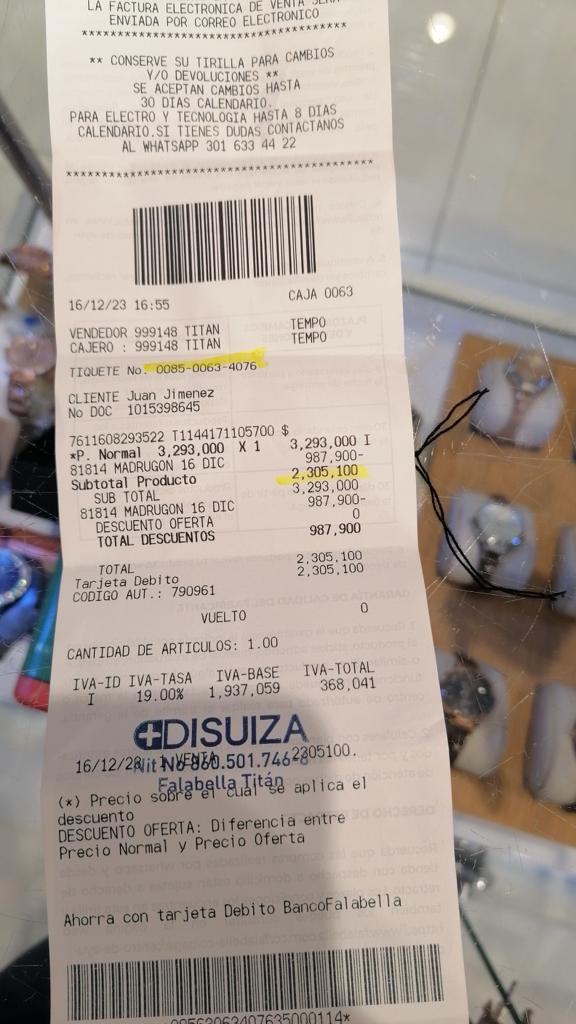 LA FACTURA ELECTRONICA DE VENTA SERA
ENVIADA POR CORREO ELECTRONICO
** CONSERVE SU TIRILLA PARA CAMBIOS
Y/O DEVOLUCIONES **
SE ACEPTAN CAMBIOS HASTA
30 DIAS CALENDARIO.
PARA ELECTRO Y TECNOLOGIA HASTA 8 DIAS
CALENDARIO.SI TIENES DUDAS CONTACTANOS
AL WHATSAPP 301 633 44 22
16/12/23 16:55 CAJA 0063
VENDEDOR 999148 TITAN TEMPO
CAJERO : 999148 TITAN TEMPO
TIQUETE No. 0085-0063-4076
CLIENTE Juan Jimenez
No DOC 1015398645
7611608293522 T1144171105700 $
*P. Normal 3,293,000 X 1 3,293,000 I
81814 MADRUGON 16 DIC 987,900-
Subtotal Producto 2,305,100
SUB TOTAL 3,293,000
81814 MADRUGON 16 DIC 987,900-
DESCUENTO OFERTA 0
TOTAL DESCUENTOS 987,900
TOTAL 2,305,100
Tarjeta Debito 2,305,100
CODIGO AUT.: 790961
VUELTO 0
CANTIDAD DE ARTICULOS: 1.00
IVA-ID IVA-TASA IVA-BASE IVA-TOTAL
I 19.00% 1,937,059 368,041
DISUIZA
16/12/23 1 VENTA 2305100.
Nit No 860.501.746-8
Falabella Titán
(*) Precio sobre el cual se aplica el
descuento
DESCUENTO OFERTA: Diferencia entre
Precio Normal y Precio Oferta
Ahorra con tarjeta Debito BancoFalabella